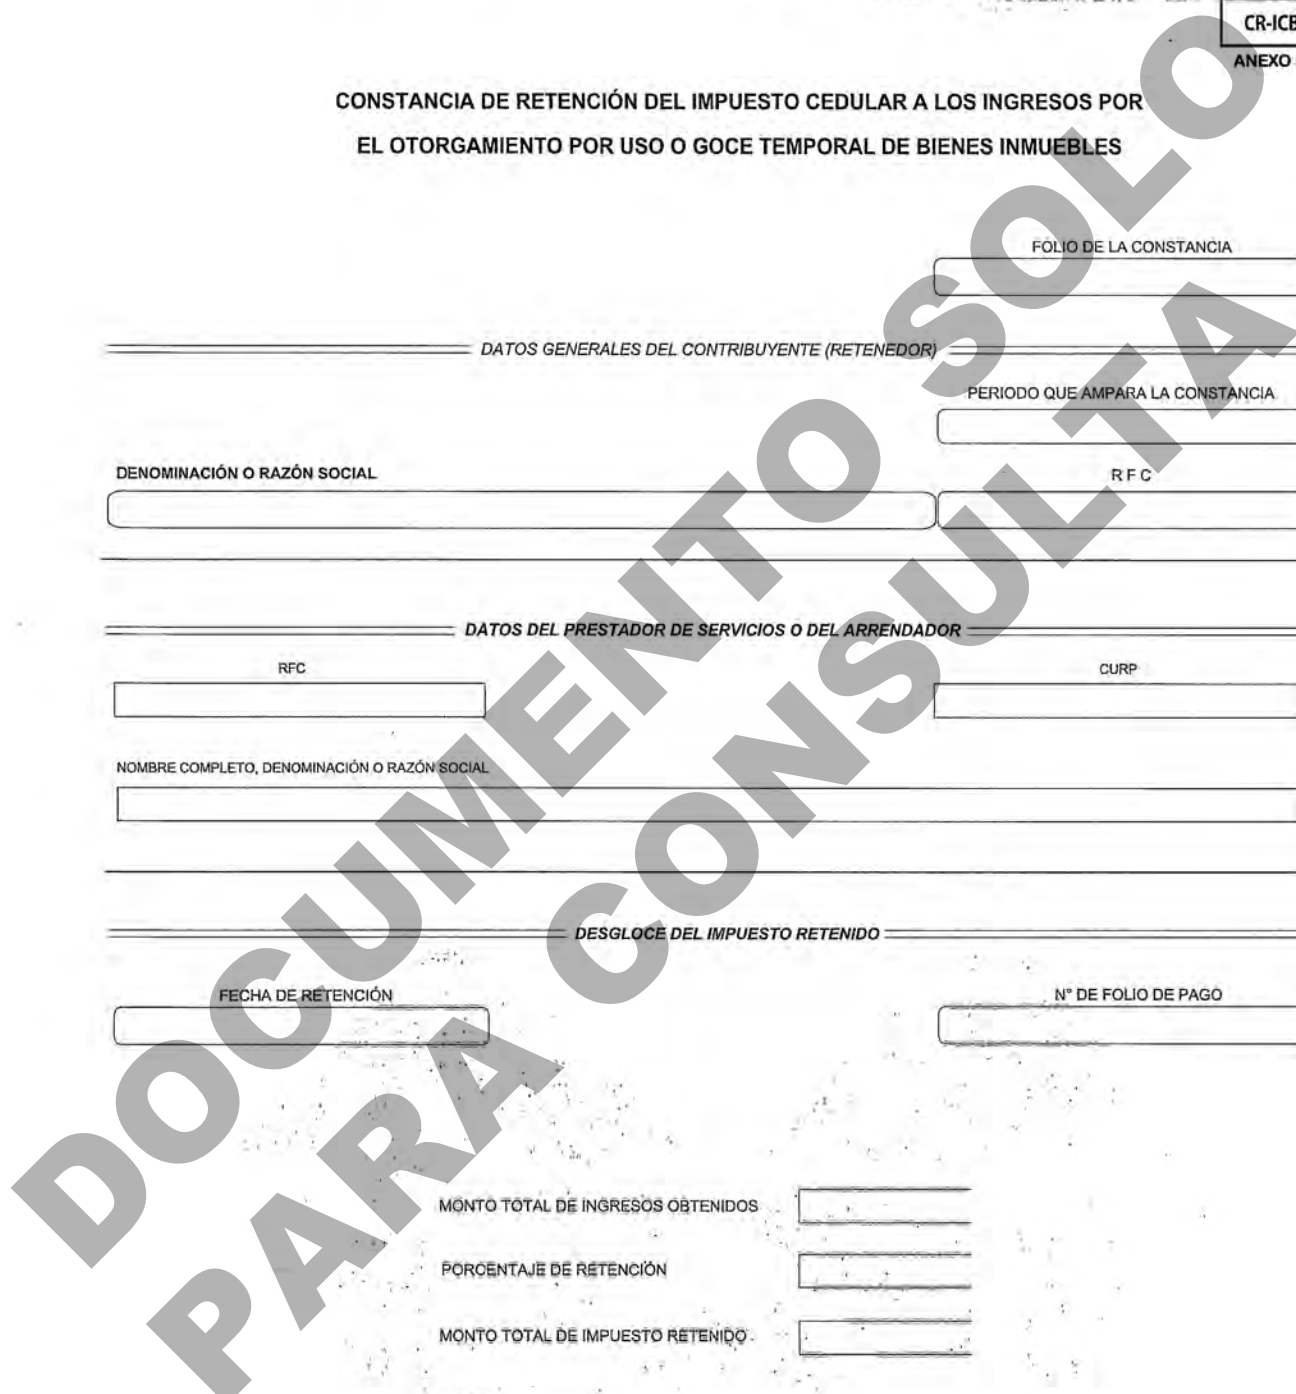 CR-ICB
ANEXO
CONSTANCIA DE RETENCIÓN DEL IMPUESTO CEDULAR A LOS INGRESOS POR
EL OTORGAMIENTO POR USO O GOCE TEMPORAL DE BIENES INMUEBLES
FOLIO DE LA CONSTANCIA
DATOS GENERALES DEL CONTRIBUYENTE (RETENEDOR)
PERIODO QUE AMPARA LA CONSTANCIA
DENOMINACIÓN O RAZÓN SOCIAL
R F C
DATOS DEL PRESTADOR DE SERVICIOS O DEL ARRENDADOR
RFC
CURP
NOMBRE COMPLETO, DENOMINACIÓN O RAZÓN SOCIAL
DESGLOCE DEL IMPUESTO RETENIDO
FECHA DE RETENCIÓN
N° DE FOLIO DE PAGO
MONTO TOTAL DE INGRESOS OBTENIDOS
PORCENTAJE DE RETENCIÓN
MONTO TOTAL DE IMPUESTO RETENIDO
DOCUMENTO SOLO
PARA CONSULTA